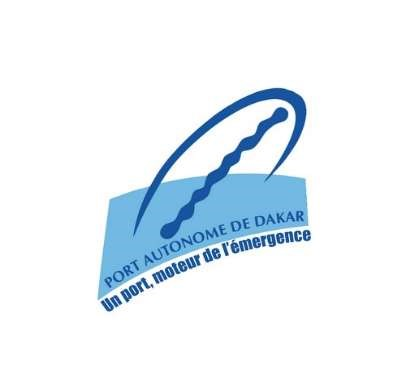 PORT AUTONOME DE DAKAR
Un port, moteur de l'émergence